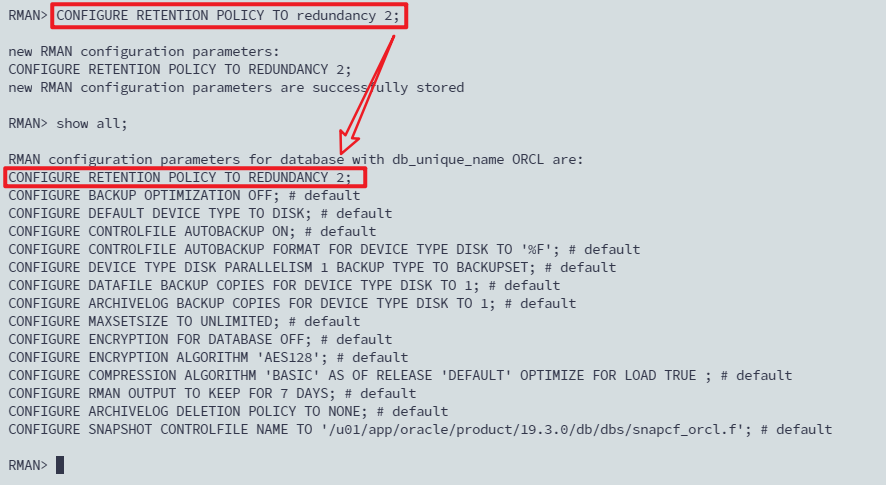 RMAN> CONFIGURE RETENTION POLICY TO redundancy 2;
new RMAN configuration parameters:
CONFIGURE RETENTION POLICY TO REDUNDANCY 2;
new RMAN configuration parameters are successfully stored
RMAN> show all;
RMAN configuration parameters for database with db_unique_name ORCL are:
CONFIGURE RETENTION POLICY TO REDUNDANCY 2;
CONFIGURE BACKUP OPTIMIZATION OFF; # default
CONFIGURE DEFAULT DEVICE TYPE TO DISK; # default
CONFIGURE CONTROLFILE AUTOBACKUP ON; # default
CONFIGURE CONTROLFILE AUTOBACKUP FORMAT FOR DEVICE TYPE DISK TO '%F'; # default
CONFIGURE DEVICE TYPE DISK PARALLELISM 1 BACKUP TYPE TO BACKUPSET; # default
CONFIGURE DATAFILE BACKUP COPIES FOR DEVICE TYPE DISK TO 1; # default
CONFIGURE ARCHIVELOG BACKUP COPIES FOR DEVICE TYPE DISK TO 1; # default
CONFIGURE MAXSETSIZE TO UNLIMITED; # default
CONFIGURE ENCRYPTION FOR DATABASE OFF; # default
CONFIGURE ENCRYPTION ALGORITHM 'AES128'; # default
CONFIGURE COMPRESSION ALGORITHM 'BASIC' AS OF RELEASE 'DEFAULT' OPTIMIZE FOR LOAD TRUE ; # default
CONFIGURE RMAN OUTPUT TO KEEP FOR 7 DAYS; # default
CONFIGURE ARCHIVELOG DELETION POLICY TO NONE; # default
CONFIGURE SNAPSHOT CONTROLFILE NAME TO '/u01/app/oracle/product/19.3.0/db/dbs/snapcf_orcl.f'; # default
RMAN>